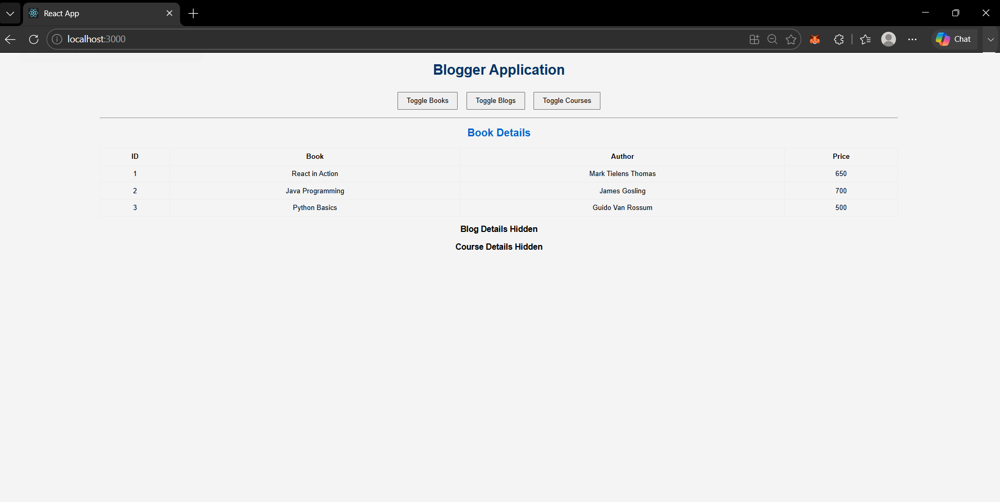 React App
localhost:3000
Chat
Blogger Application
Toggle Books Toggle Blogs Toggle Courses
Book Details
ID Book Author Price
1 React in Action Mark Tielens Thomas 650
2 Java Programming James Gosling 700
3 Python Basics Guido Van Rossum 500
Blog Details Hidden
Course Details Hidden